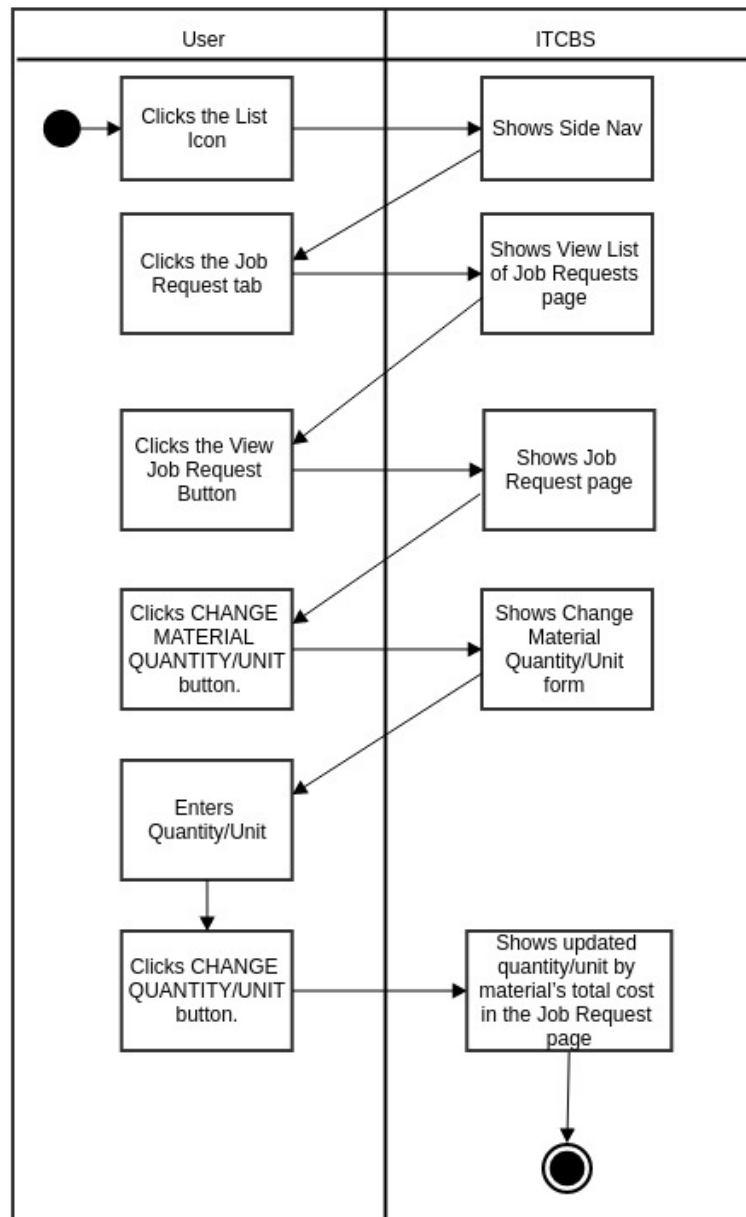 User
ITCBS
Clicks the List
Icon
Shows Side Nav
Clicks the Job
Request tab
Shows View List
of Job Requests
page
Clicks the View
Job Request
Button
Shows Job
Request page
Clicks CHANGE
MATERIAL
QUANTITY/UNIT
button.
Shows Change
Material
Quantity/Unit
form
Enters
Quantity/Unit
Clicks CHANGE
QUANTITY/UNIT
button.
Shows updated
quantity/unit by
material's total cost
in the Job Request
page